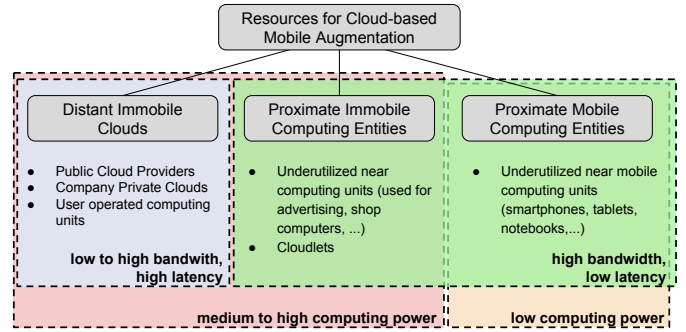 Resources for Cloud-based
Mobile Augmentation
Distant Immobile
Clouds
● Public Cloud Providers
● Company Private Clouds
● User operated computing
units
low to high bandwith,
high latency
Proximate Immobile
Computing Entities
● Underutilized near
computing units (used for
advertising, shop
computers, ...)
● Cloudlets
Proximate Mobile
Computing Entities
● Underutilized near mobile
computing units
(smartphones, tablets,
notebooks,...)
high bandwidth,
low latency
medium to high computing power
low computing power